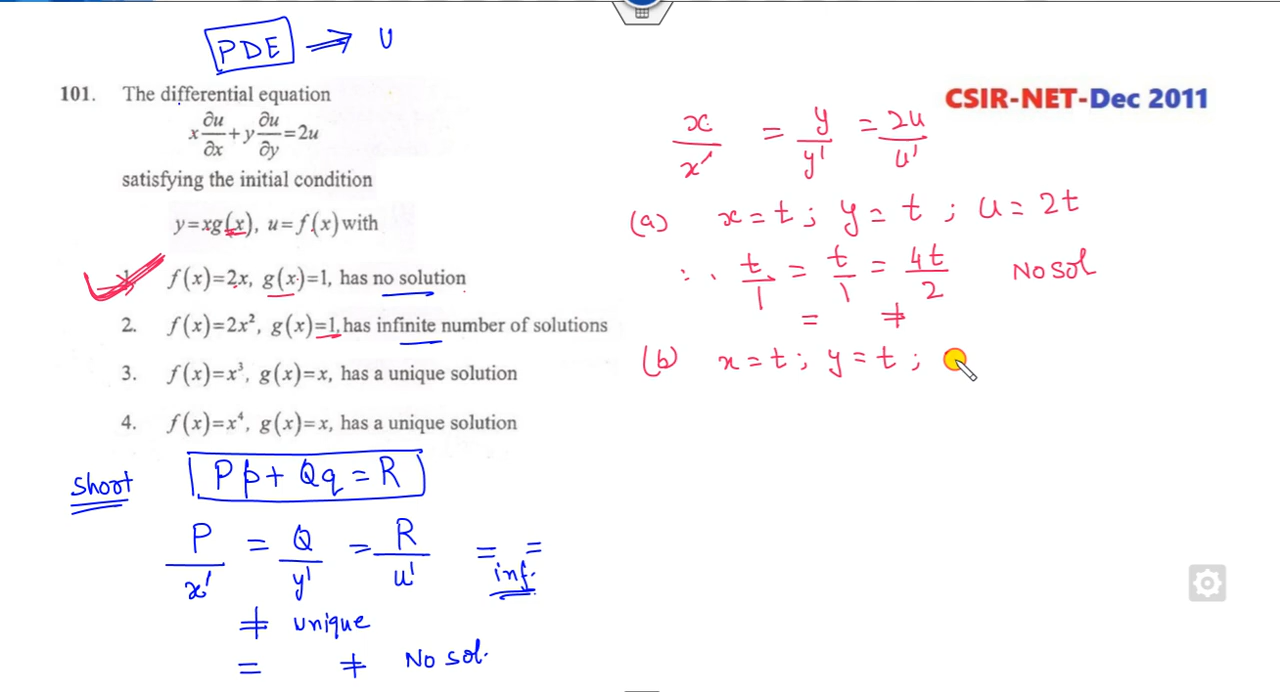 PDE ⟹ U
101. The differential equation
CSIR-NET-Dec 2011
x ∂u/∂x + y ∂u/∂y = 2u
satisfying the initial condition
y=xg(x), u=f(x) with
1. f(x)=2x, g(x)=1, has no solution
2. f(x)=2x², g(x)=1, has infinite number of solutions
3. f(x)=x³, g(x)=x, has a unique solution
4. f(x)=x⁴, g(x)=x, has a unique solution
Short
Pp + Qq = R
P/x' = Q/y' = R/u' = = inf.
≠ unique
= ≠ No sol.
x/x' = y/y' = 2u/u'
(a) x = t ; y = t ; u = 2t
∴ t/1 = t/1 = 4t/2 No sol
= ≠
(b) x = t ; y = t ;